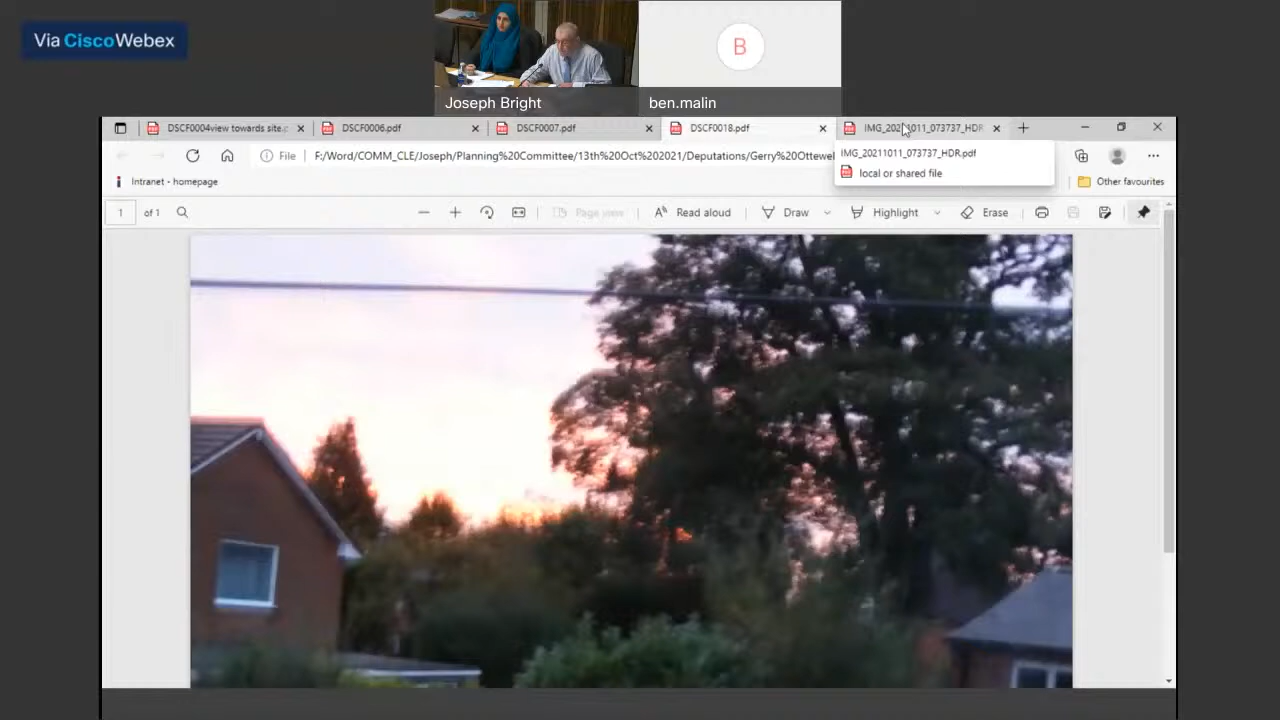 Via CiscoWebex
B
Joseph Bright
ben.malin
DSCF0004view towards site.p
DSCF0006.pdf
DSCF0007.pdf
DSCF0018.pdf
IMG_20211011_073737_HDR
File
F:/Word/COMM_CLE/Joseph/Planning%20Committee/13th%20Oct%202021/Deputations/Gerry%20Ottewel
IMG_20211011_073737_HDR.pdf
local or shared file
Intranet - homepage
Other favourites
1
of 1
Page view
Read aloud
Draw
Highlight
Erase